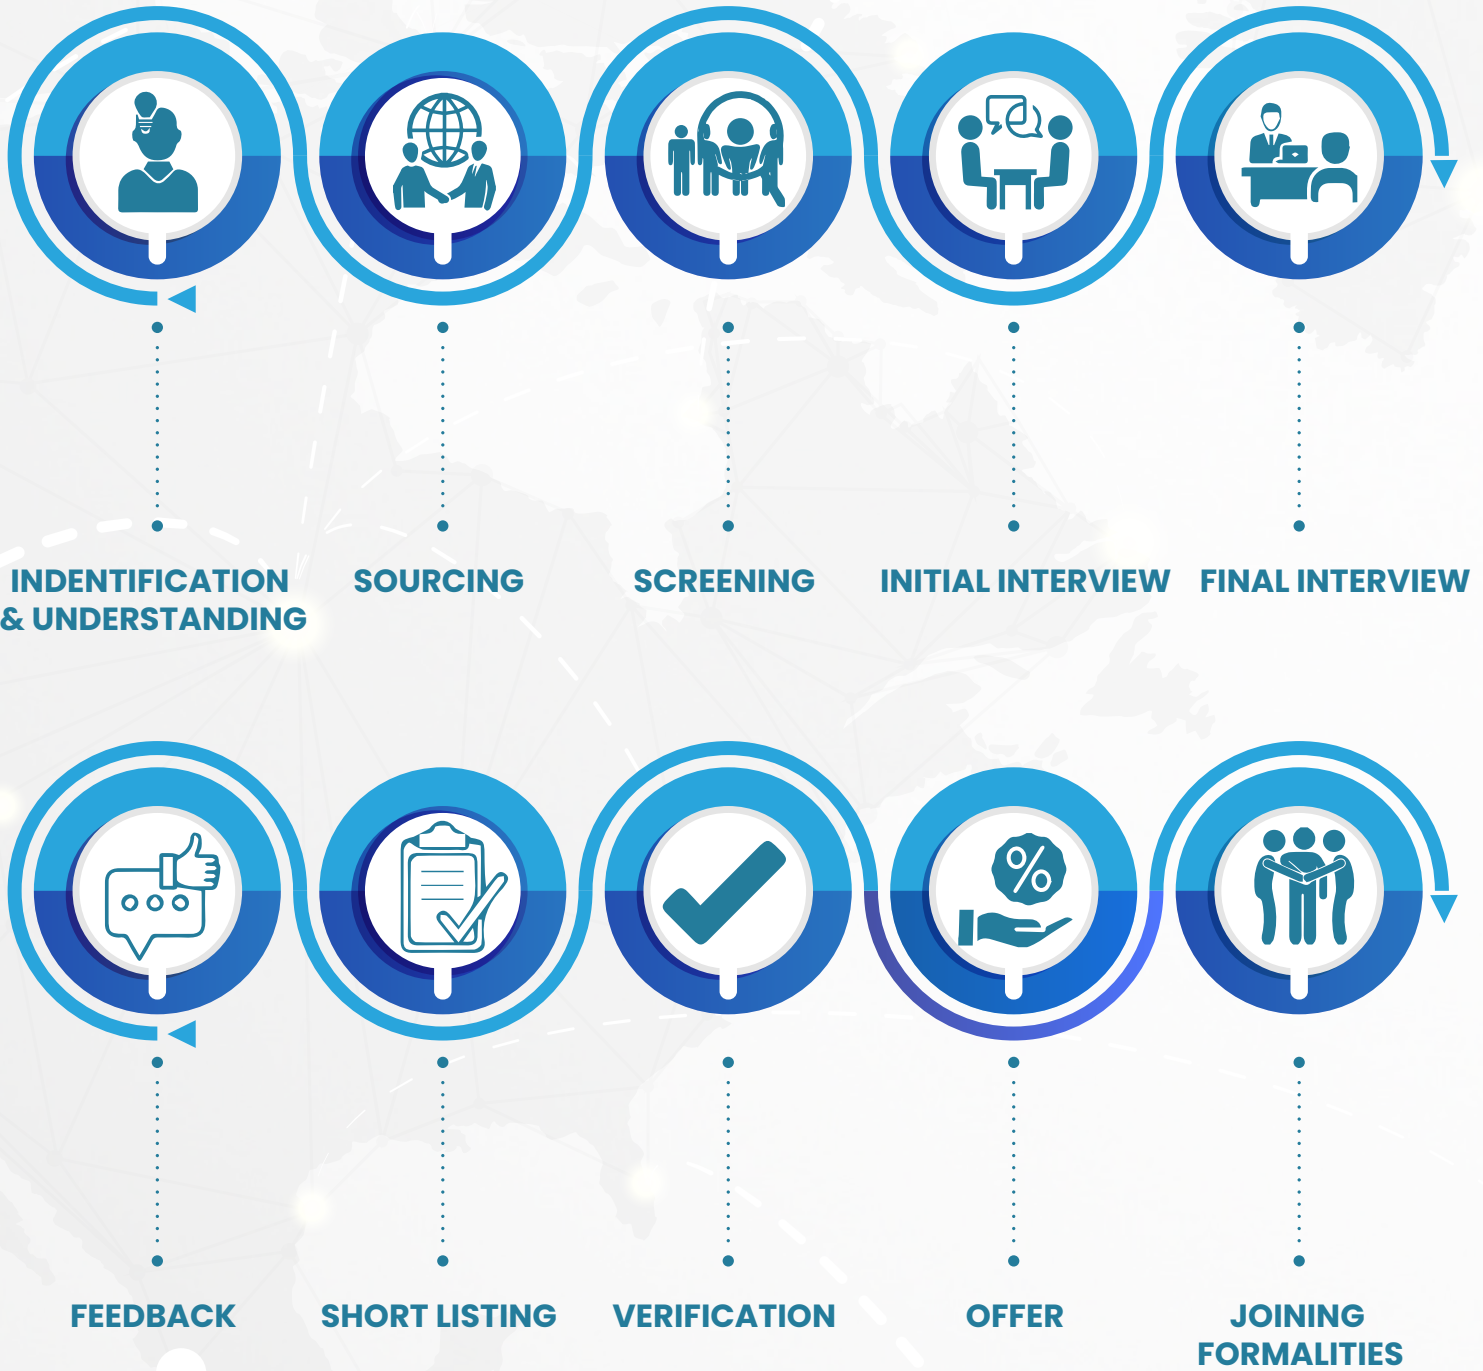 INDENTIFICATION
& UNDERSTANDING
SOURCING
SCREENING
INITIAL INTERVIEW
FINAL INTERVIEW
%
FEEDBACK
SHORT LISTING
VERIFICATION
OFFER
JOINING
FORMALITIES